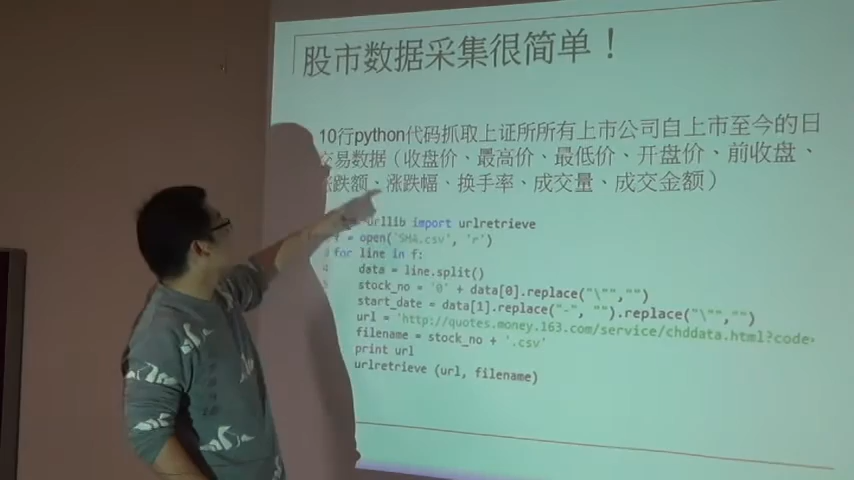 股市数据采集很简单！
10行python代码抓取上证所所有上市公司自上市至今的日
交易数据（收盘价、最高价、最低价、开盘价、前收盘、
涨跌额、涨跌幅、换手率、成交量、成交金额）
urllib import urlretrieve
= open('SHA.csv', 'r')
for line in f:
data = line.split()
stock_no = '0' + data[0].replace("\"","")
start_date = data[1].replace("-", "").replace("\"","")
url = 'http://quotes.money.163.com/service/chddata.html?code=
filename = stock_no + '.csv'
print url
urlretrieve (url, filename)